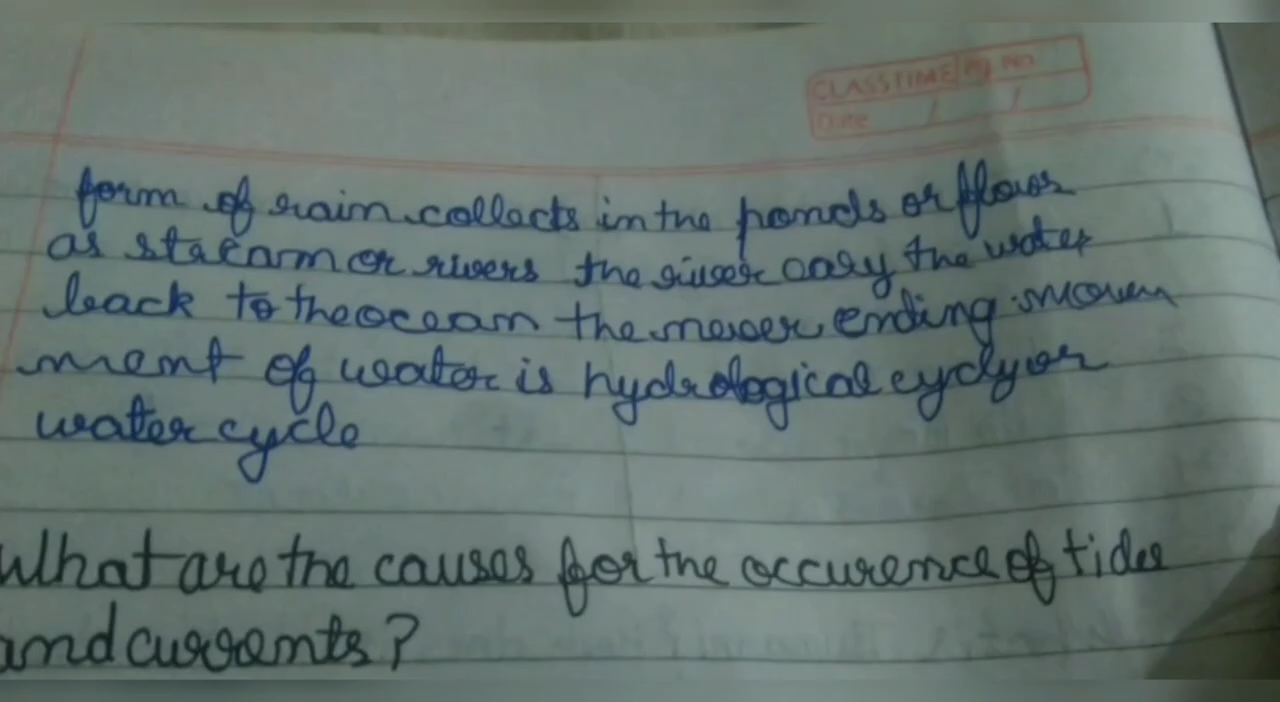 CLASSTIME Pg. No
Date / /
form of rain collects in the ponds or flows
as stream or rivers the river cary the water
back to the ocean the never ending movem
ment of water is hydrological cycly or
water cycle
What are the causes for the occurence of tides
and currents?